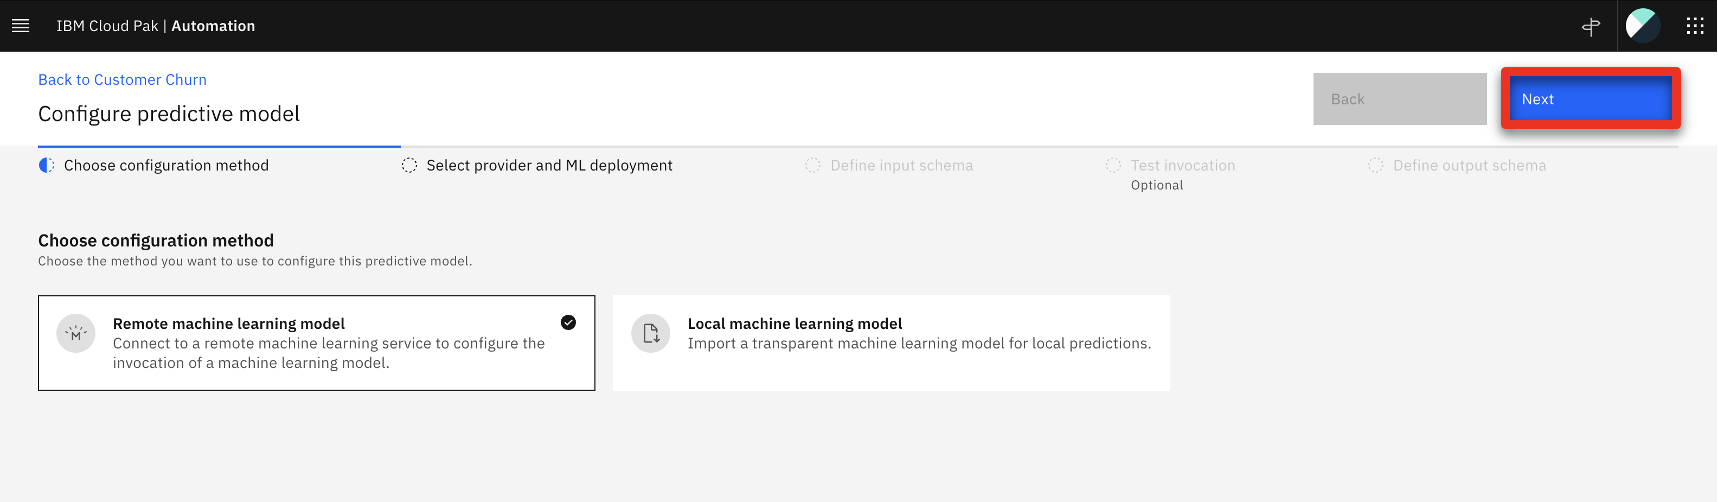 IBM Cloud Pak | Automation
Back to Customer Churn
Configure predictive model
Back
Next
Choose configuration method
Select provider and ML deployment
Define input schema
Test invocation
Optional
Define output schema
Choose configuration method
Choose the method you want to use to configure this predictive model.
M
Remote machine learning model
Connect to a remote machine learning service to configure the
invocation of a machine learning model.
Local machine learning model
Import a transparent machine learning model for local predictions.